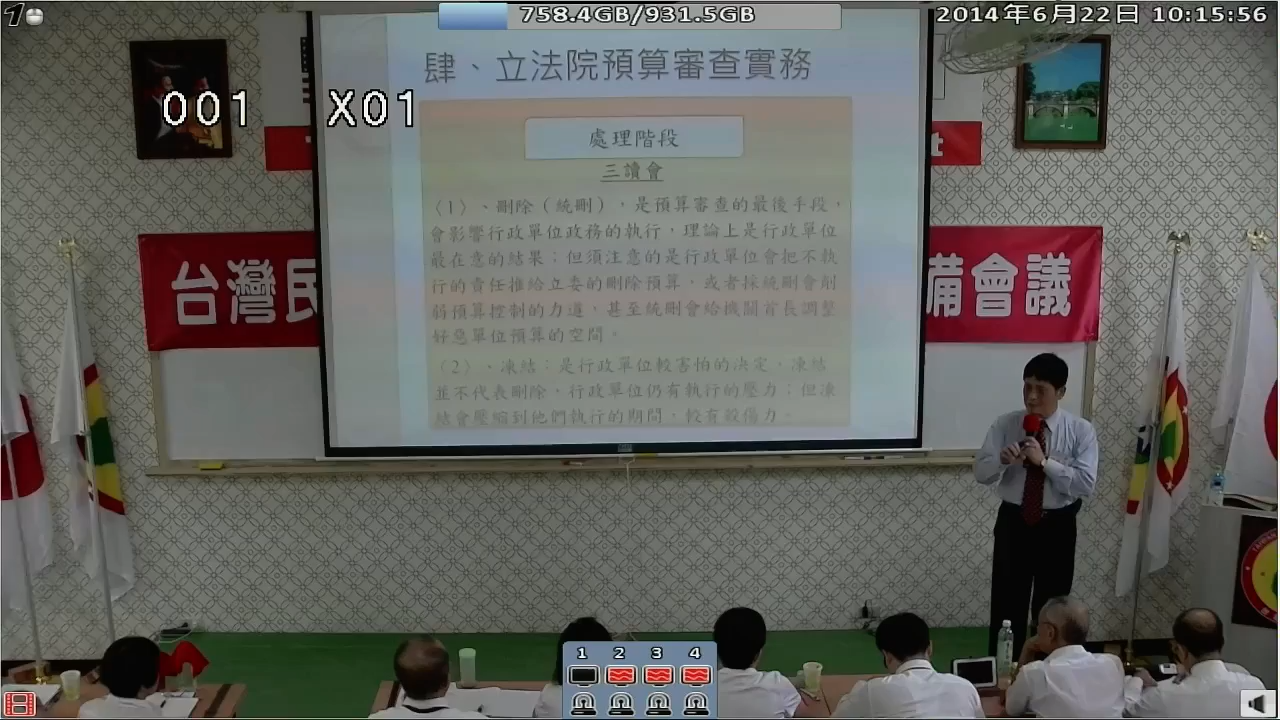 758.4GB/931.5GB
2014年6月22日 10:15:56
001 X01
肆、立法院預算審查實務
處理階段
三讀會
〈1〉、刪除（統刪），是預算審查的最後手段，
會影響行政單位政務的執行，理論上是行政單位
最在意的結果；但須注意的是行政單位會把不執
行的責任推給立委的刪除預算，或者採統刪會削
弱預算控制的力道，甚至統刪會給機關首長調整
好惡單位預算的空間。
〈2〉、凍結：是行政單位較害怕的決定，凍結
並不代表刪除，行政單位仍有執行的壓力；但凍
結會壓縮到他們執行的期間，較有殺傷力。
台灣民
備會議
t
1 2 3 4